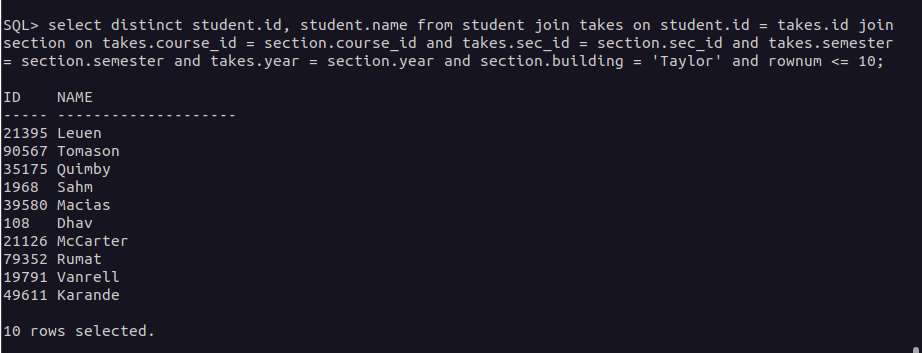 SQL> select distinct student.id, student.name from student join takes on student.id = takes.id join
section on takes.course_id = section.course_id and takes.sec_id = section.sec_id and takes.semester
= section.semester and takes.year = section.year and section.building = 'Taylor' and rownum <= 10;
ID    NAME
----- --------------------
21395 Leuen
90567 Tomason
35175 Quimby
1968  Sahm
39580 Macias
108   Dhav
21126 McCarter
79352 Rumat
19791 Vanrell
49611 Karande
10 rows selected.